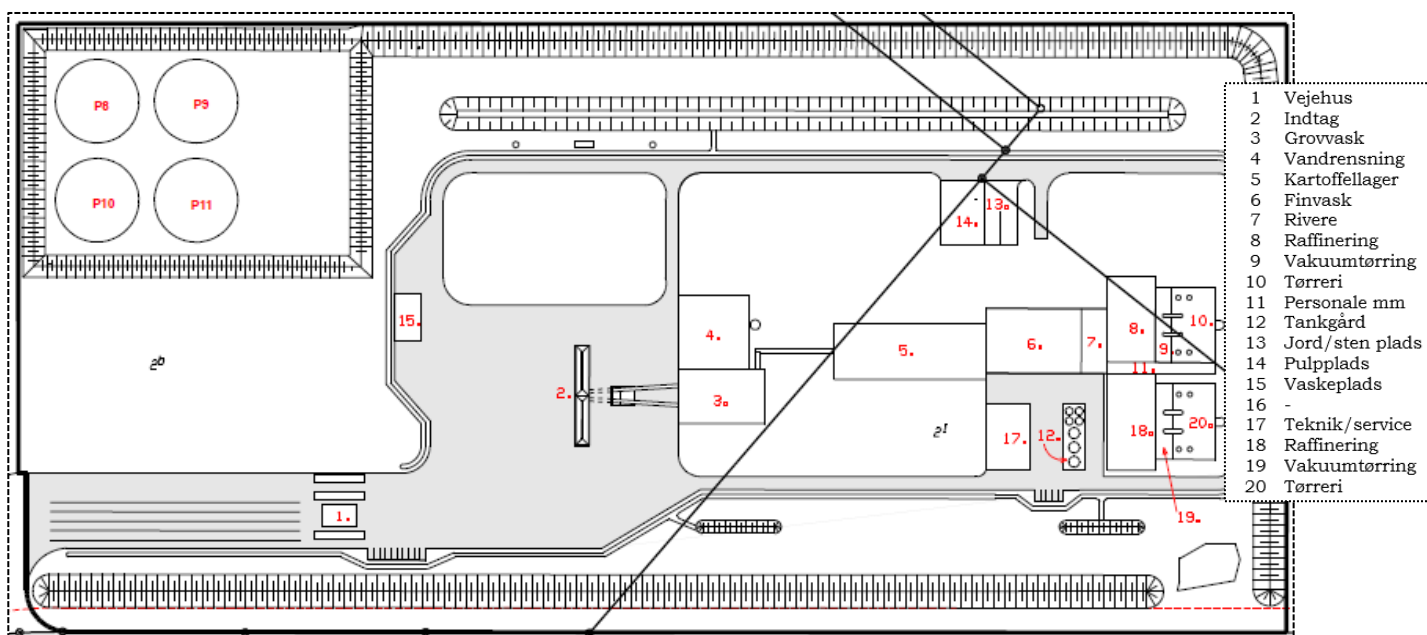 P8
P9
P10
P11
1 Vejehus
2 Indtag
3 Grovvask
4 Vandrensning
5 Kartoffellager
6 Finvask
7 Rivere
8 Raffinering
9 Vakuumtørring
10 Tørreri
11 Personale mm
12 Tankgård
13 Jord/sten plads
14 Pulpplads
15 Vaskeplads
16 -
17 Teknik/service
18 Raffinering
19 Vakuumtørring
20 Tørreri
13.
14.
15.
4.
5.
6.
7.
8.
9.
10.
11.
2b
2.
3.
21
17.
12.
18.
20.
1.
19.